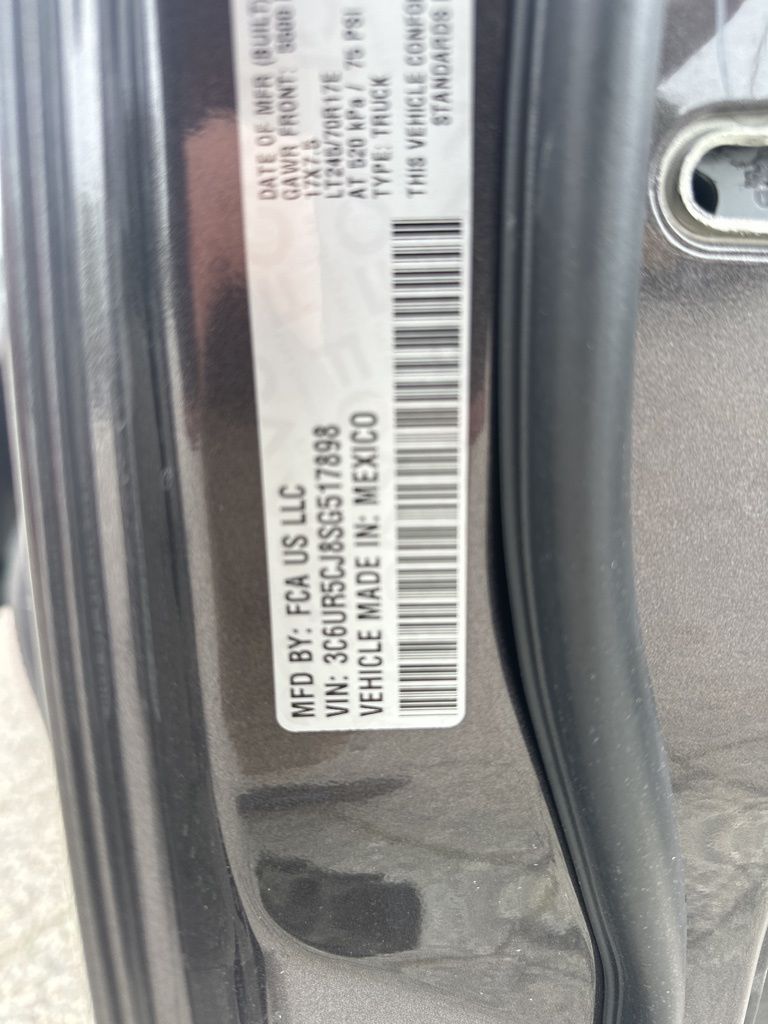 MFD BY: FCA US LLC
VIN: 3C6UR5CJ8SG517898
VEHICLE MADE IN: MEXICO
DATE OF MFR (BUILT)
GAWR FRONT:
17X7.5
LT245/70R17E
AT 520 kPa / 75 PSI
TYPE: TRUCK
THIS VEHICLE CONFO
STANDARDS